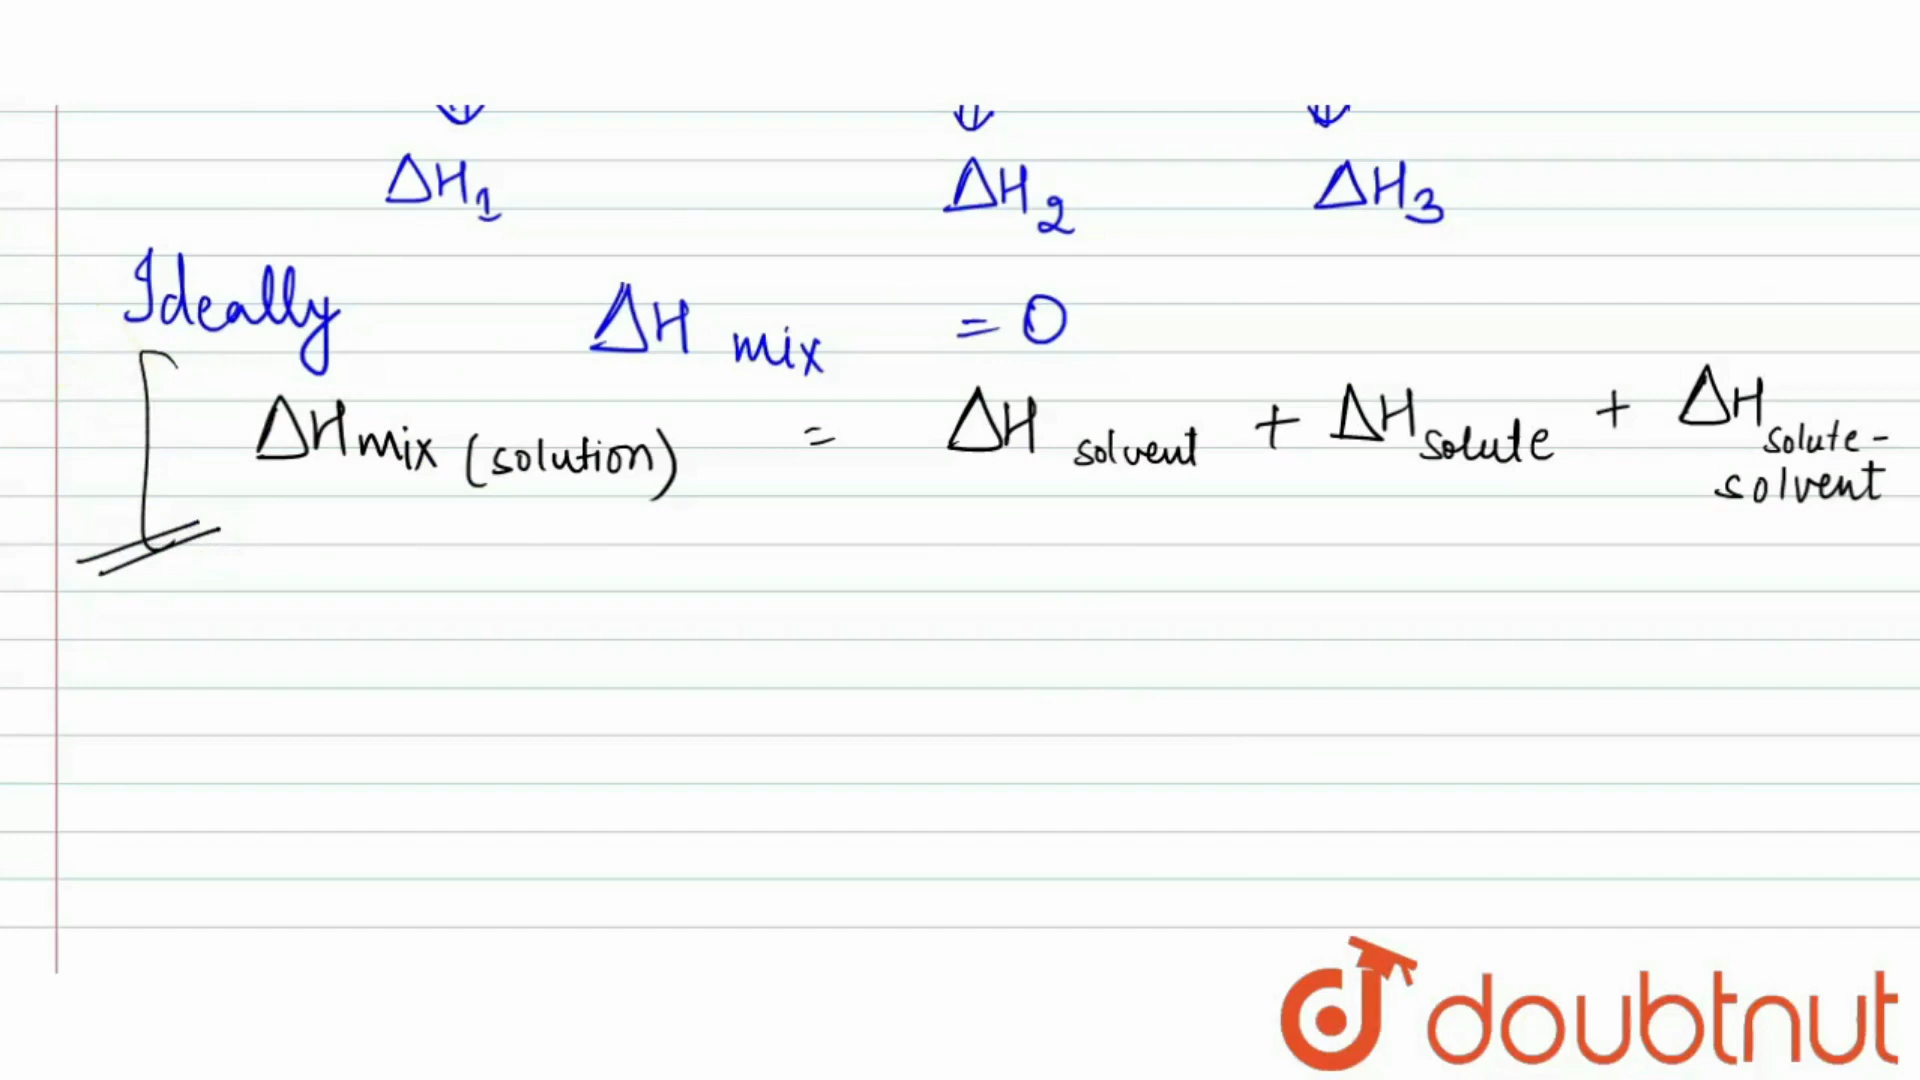 ΔH₁ ΔH₂ ΔH₃
Ideally ΔH mix = 0
ΔHmix (solution) = ΔH solvent + ΔH solute + ΔH solute-
solvent
doubtnut